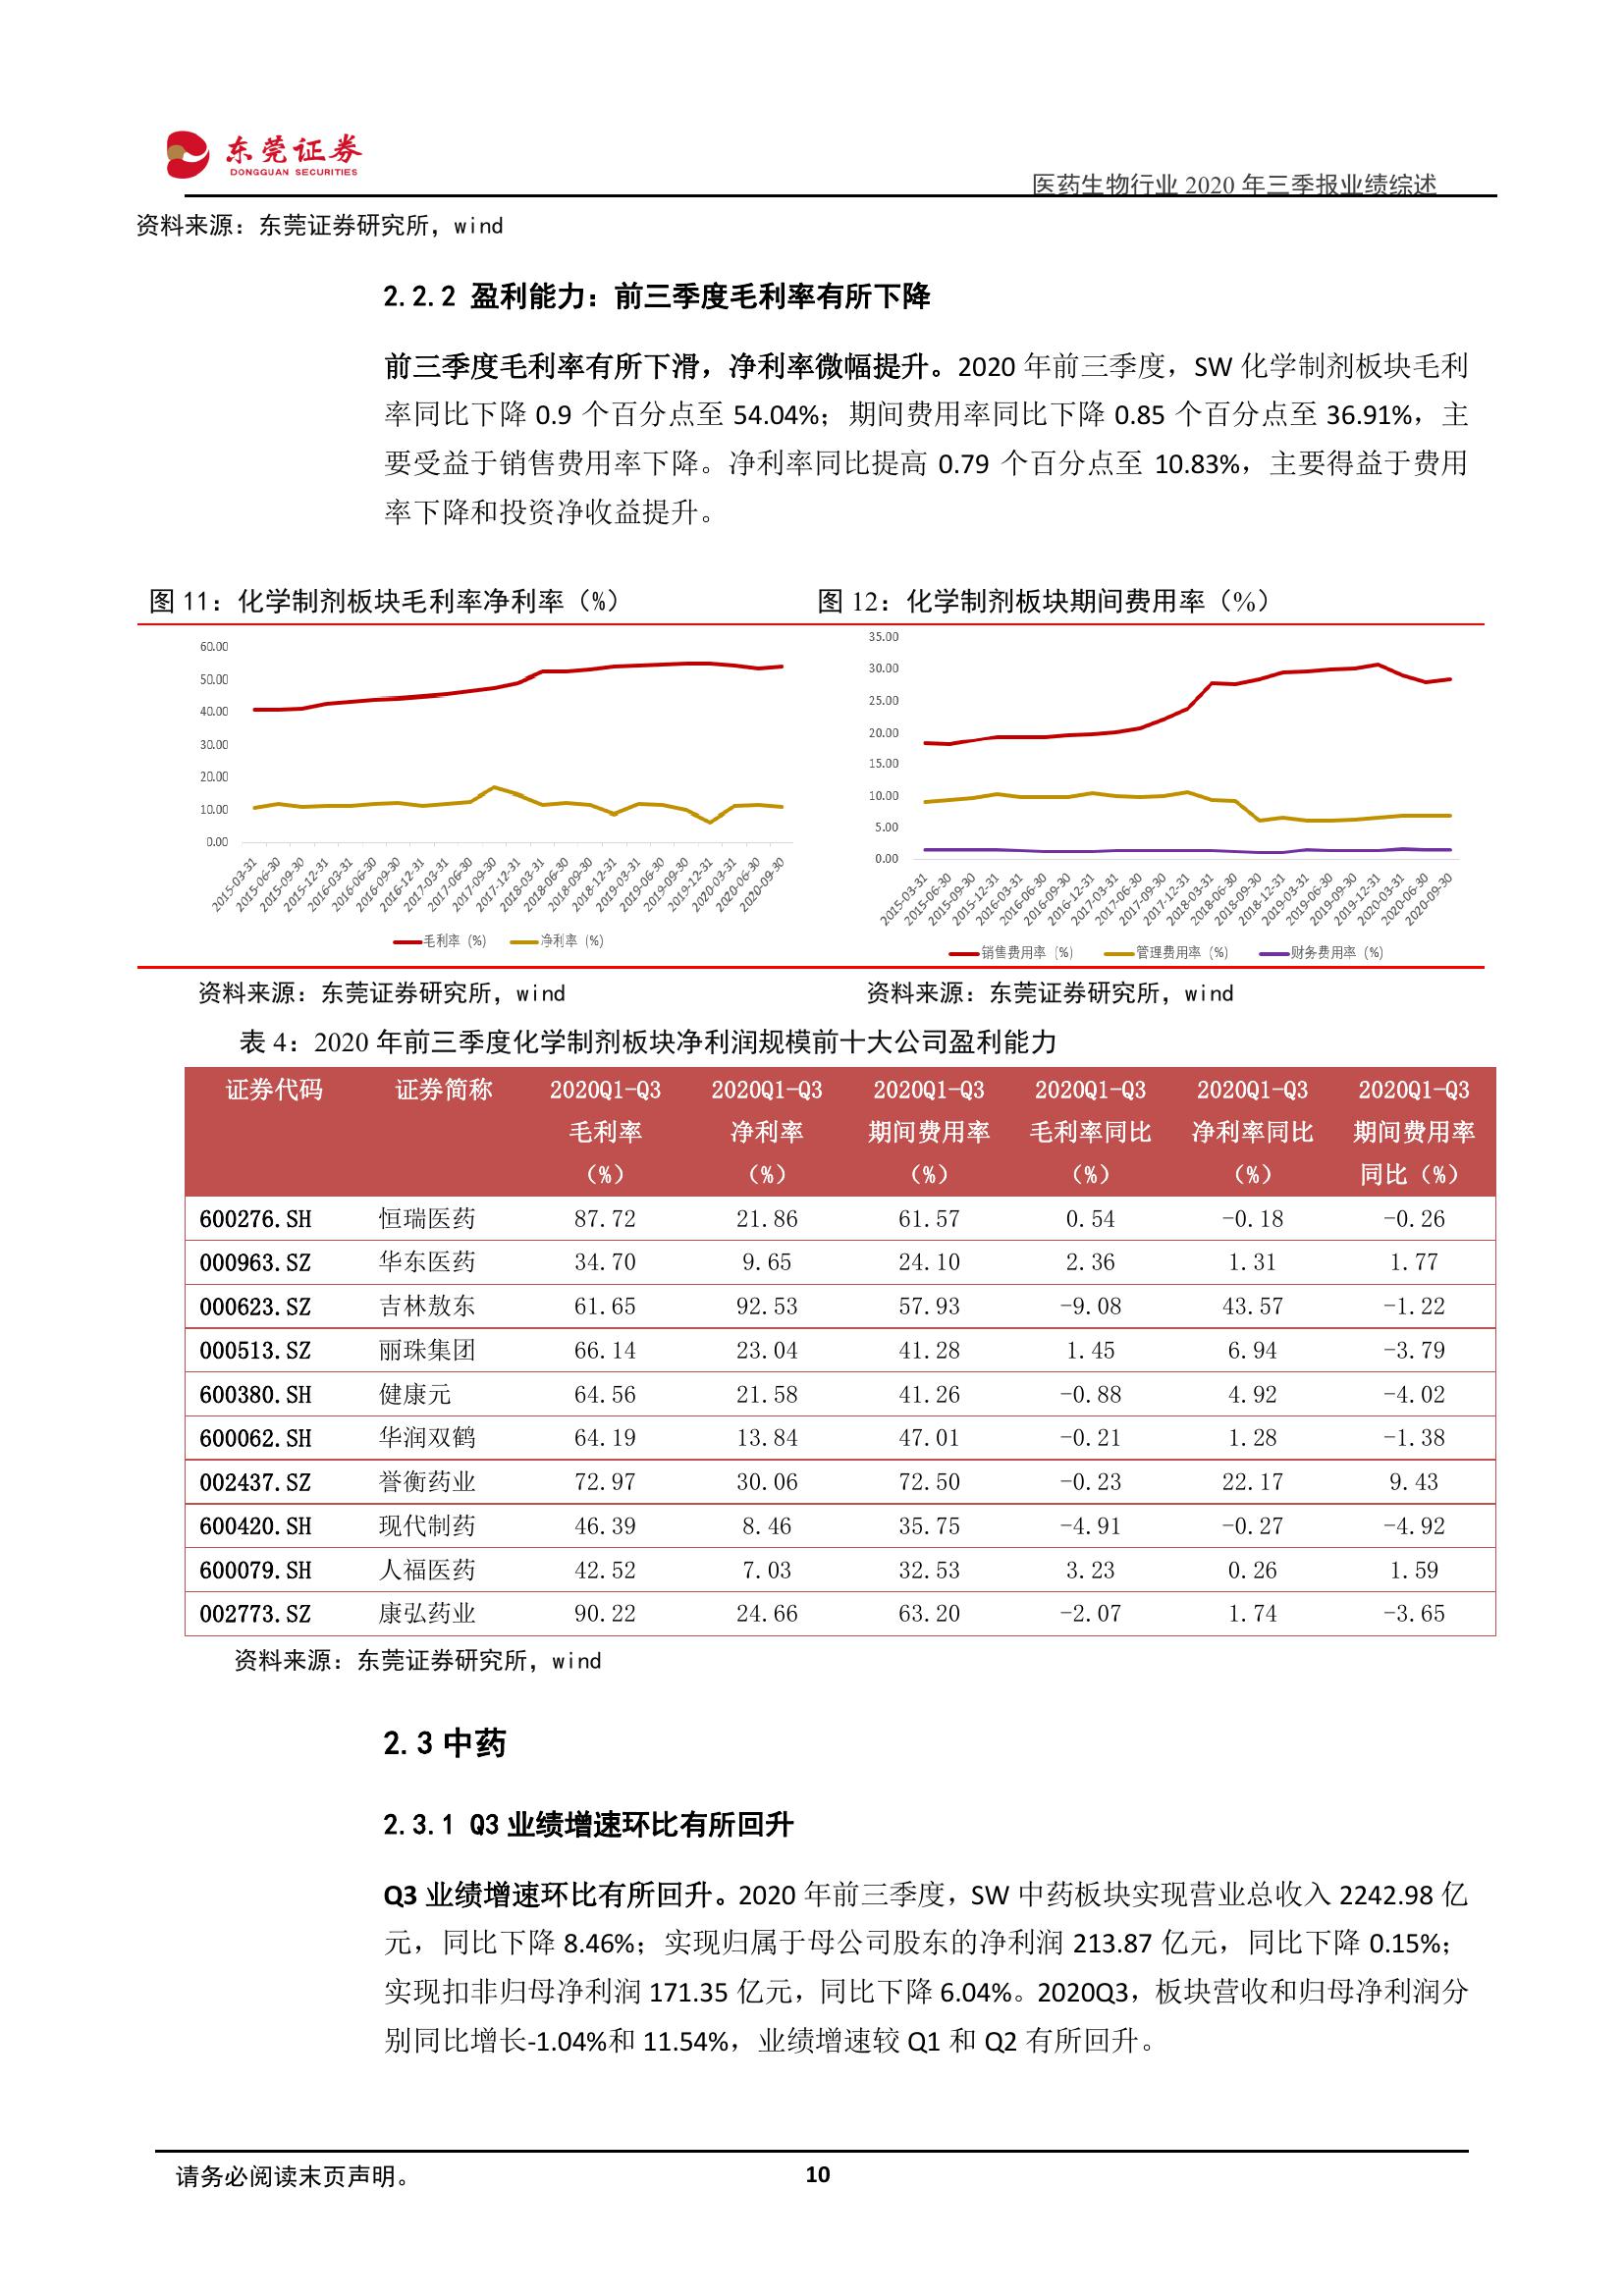 东莞证券
DONGGUAN SECURITIES
医药生物行业 2020 年三季报业绩综述
资料来源：东莞证券研究所，wind
2.2.2 盈利能力：前三季度毛利率有所下降
前三季度毛利率有所下滑，净利率微幅提升。2020 年前三季度，SW 化学制剂板块毛利
率同比下降 0.9 个百分点至 54.04%；期间费用率同比下降 0.85 个百分点至 36.91%，主
要受益于销售费用率下降。净利率同比提高 0.79 个百分点至 10.83%，主要得益于费用
率下降和投资净收益提升。
图 11：化学制剂板块毛利率净利率（%）
60.00
50.00
40.00
30.00
20.00
10.00
0.00
2015-03-31
2015-06-30
2015-09-30
2015-12-31
2016-03-31
2016-06-30
2016-09-30
2016-12-31
2017-03-31
2017-06-30
2017-09-30
2017-12-31
2018-03-31
2018-06-30
2018-09-30
2018-12-31
2019-03-31
2019-06-30
2019-09-30
2019-12-31
2020-03-31
2020-06-30
2020-09-30
毛利率（%） 净利率（%）
资料来源：东莞证券研究所，wind
图 12：化学制剂板块期间费用率（%）
35.00
30.00
25.00
20.00
15.00
10.00
5.00
0.00
2015-03-31
2015-06-30
2015-09-30
2015-12-31
2016-03-31
2016-06-30
2016-09-30
2016-12-31
2017-03-31
2017-06-30
2017-09-30
2017-12-31
2018-03-31
2018-06-30
2018-09-30
2018-12-31
2019-03-31
2019-06-30
2019-09-30
2019-12-31
2020-03-31
2020-06-30
2020-09-30
销售费用率（%） 管理费用率（%） 财务费用率（%）
资料来源：东莞证券研究所，wind
表 4：2020 年前三季度化学制剂板块净利润规模前十大公司盈利能力
证券代码 证券简称 2020Q1-Q3 2020Q1-Q3 2020Q1-Q3 2020Q1-Q3 2020Q1-Q3 2020Q1-Q3
毛利率 净利率 期间费用率 毛利率同比 净利率同比 期间费用率
（%） （%） （%） （%） （%） 同比（%）
600276.SH 恒瑞医药 87.72 21.86 61.57 0.54 -0.18 -0.26
000963.SZ 华东医药 34.70 9.65 24.10 2.36 1.31 1.77
000623.SZ 吉林敖东 61.65 92.53 57.93 -9.08 43.57 -1.22
000513.SZ 丽珠集团 66.14 23.04 41.28 1.45 6.94 -3.79
600380.SH 健康元 64.56 21.58 41.26 -0.88 4.92 -4.02
600062.SH 华润双鹤 64.19 13.84 47.01 -0.21 1.28 -1.38
002437.SZ 誉衡药业 72.97 30.06 72.50 -0.23 22.17 9.43
600420.SH 现代制药 46.39 8.46 35.75 -4.91 -0.27 -4.92
600079.SH 人福医药 42.52 7.03 32.53 3.23 0.26 1.59
002773.SZ 康弘药业 90.22 24.66 63.20 -2.07 1.74 -3.65
资料来源：东莞证券研究所，wind
2.3 中药
2.3.1 Q3 业绩增速环比有所回升
Q3 业绩增速环比有所回升。2020 年前三季度，SW 中药板块实现营业总收入 2242.98 亿
元，同比下降 8.46%；实现归属于母公司股东的净利润 213.87 亿元，同比下降 0.15%；
实现扣非归母净利润 171.35 亿元，同比下降 6.04%。2020Q3，板块营收和归母净利润分
别同比增长-1.04%和 11.54%，业绩增速较 Q1 和 Q2 有所回升。
请务必阅读末页声明。
10